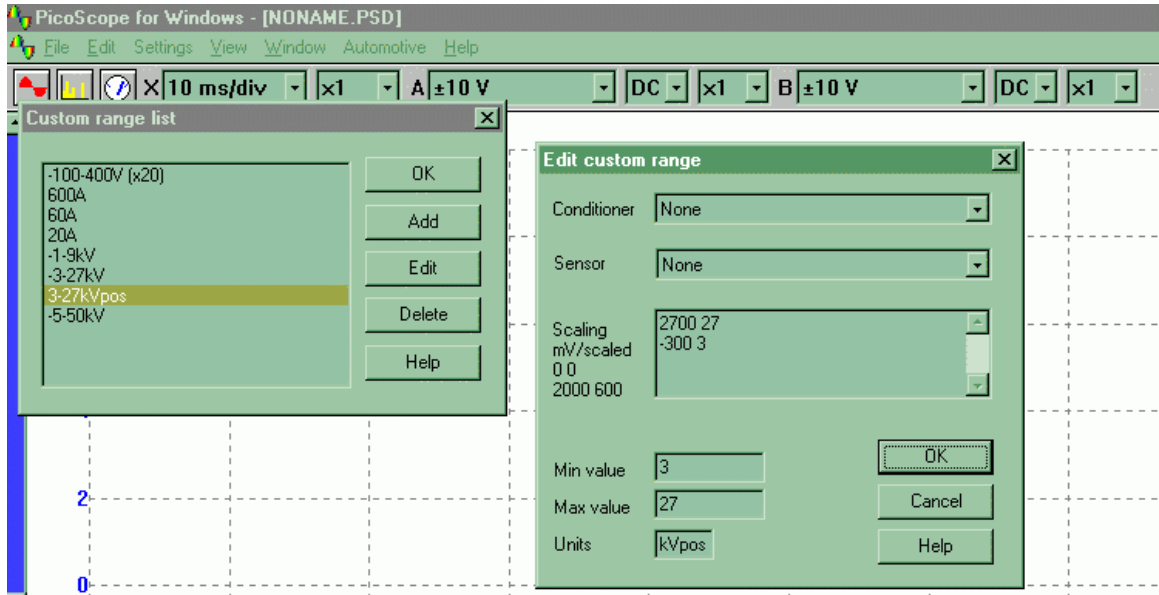 PicoScope for Windows - [NONAME.PSD]
File Edit Settings View Window Automotive Help
X 10 ms/div x1 A ±10 V DC x1 B ±10 V DC x1
Custom range list
-100-400V (x20)
600A
60A
20A
-1-9kV
-3-27kV
3-27kVpos
-5-50kV
OK
Add
Edit
Delete
Help
Edit custom range
Conditioner None
Sensor None
Scaling
mV/scaled
0 0
2000 600
2700 27
-300 3
Min value 3
Max value 27
Units kVpos
OK
Cancel
Help
2
0